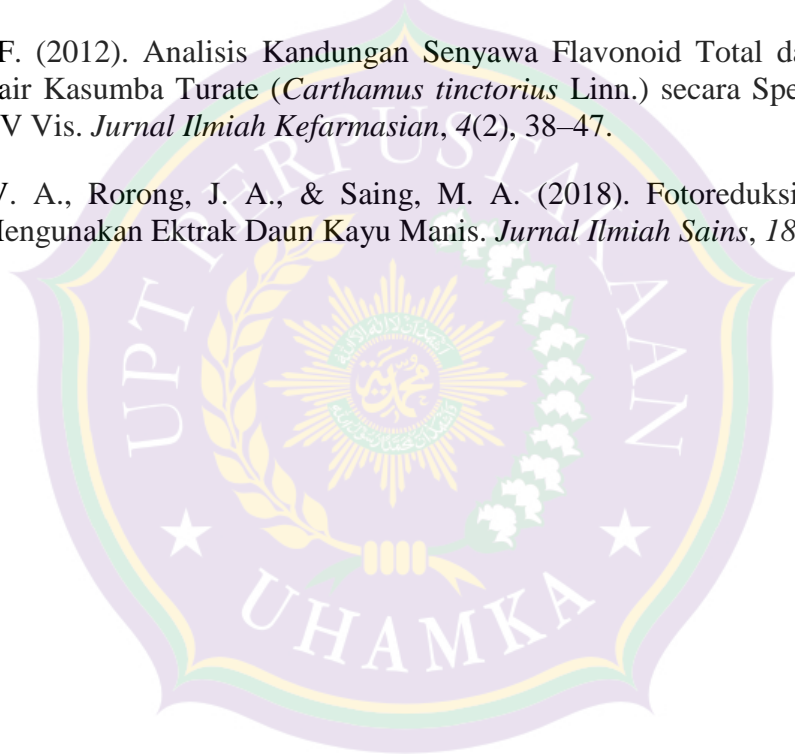 F. (2012). Analisis Kandungan Senyawa Flavonoid Total da
air Kasumba Turate (Carthamus tinctorius Linn.) secara Spe
V Vis. Jurnal Ilmiah Kefarmasian, 4(2), 38–47.
. A., Rorong, J. A., & Saing, M. A. (2018). Fotoreduksi
Mengunakan Ektrak Daun Kayu Manis. Jurnal Ilmiah Sains, 18
UPT PERPUSTAKAAN
UHAMKA